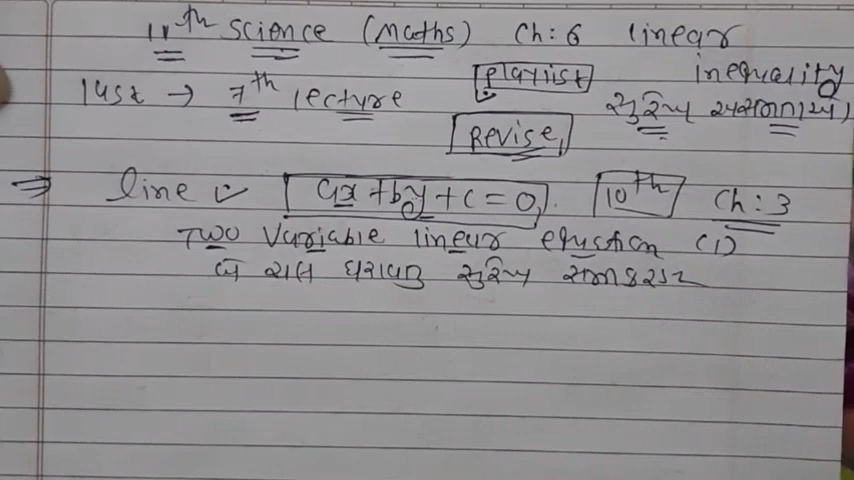 11th science (maths) Ch: 6 linear
inequality
last → 7th lecture playlist સુરેખ અસમતાઓ
Revise
⇒ line ax+by+c=0, 10th Ch: 3
Two variable linear equation (1)
બે ચલ ધરાવતું સુરેખ સમીકરણ